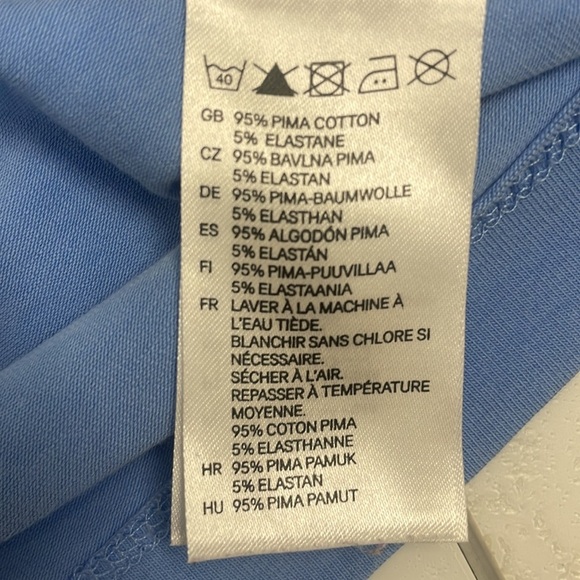 40
GB 95% PIMA COTTON
5% ELASTANE
CZ 95% BAVLNA PIMA
5% ELASTAN
DE 95% PIMA-BAUMWOLLE
5% ELASTHAN
ES 95% ALGODÓN PIMA
5% ELASTÁN
FI 95% PIMA-PUUVILLAA
5% ELASTAANIA
FR LAVER À LA MACHINE À
L'EAU TIÈDE.
BLANCHIR SANS CHLORE SI
NÉCESSAIRE.
SÉCHER À L'AIR.
REPASSER À TEMPÉRATURE
MOYENNE.
95% COTON PIMA
5% ELASTHANNE
HR 95% PIMA PAMUK
5% ELASTAN
HU 95% PIMA PAMUT